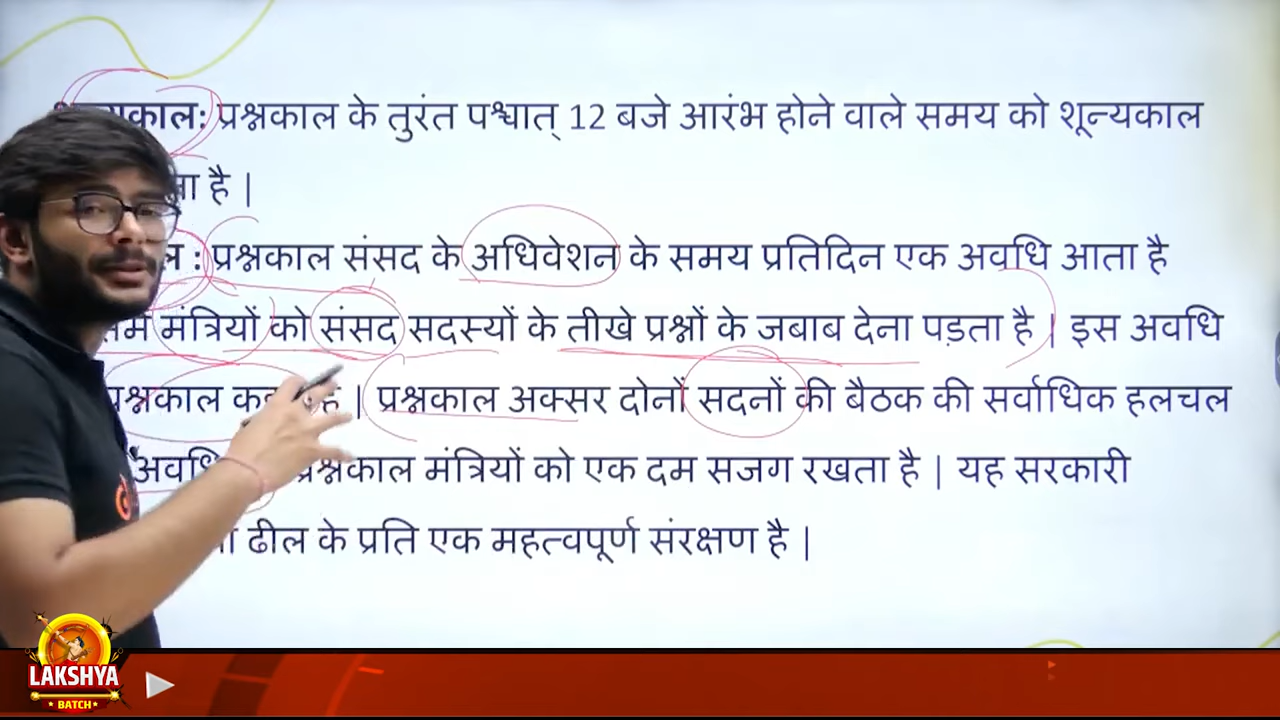 प्रश्नकाल के तुरंत पश्चात् 12 बजे आरंभ होने वाले समय को शून्यकाल
है |
: प्रश्नकाल संसद के अधिवेशन के समय प्रतिदिन एक अवधि आता है
मंत्रियों को संसद सदस्यों के तीखे प्रश्नों के जबाब देना पड़ता है | इस अवधि
प्रश्नकाल | प्रश्नकाल अक्सर दोनों सदनों की बैठक की सर्वाधिक हलचल
प्रश्नकाल मंत्रियों को एक दम सजग रखता है | यह सरकारी
ढील के प्रति एक महत्वपूर्ण संरक्षण है |
LAKSHYA
BATCH